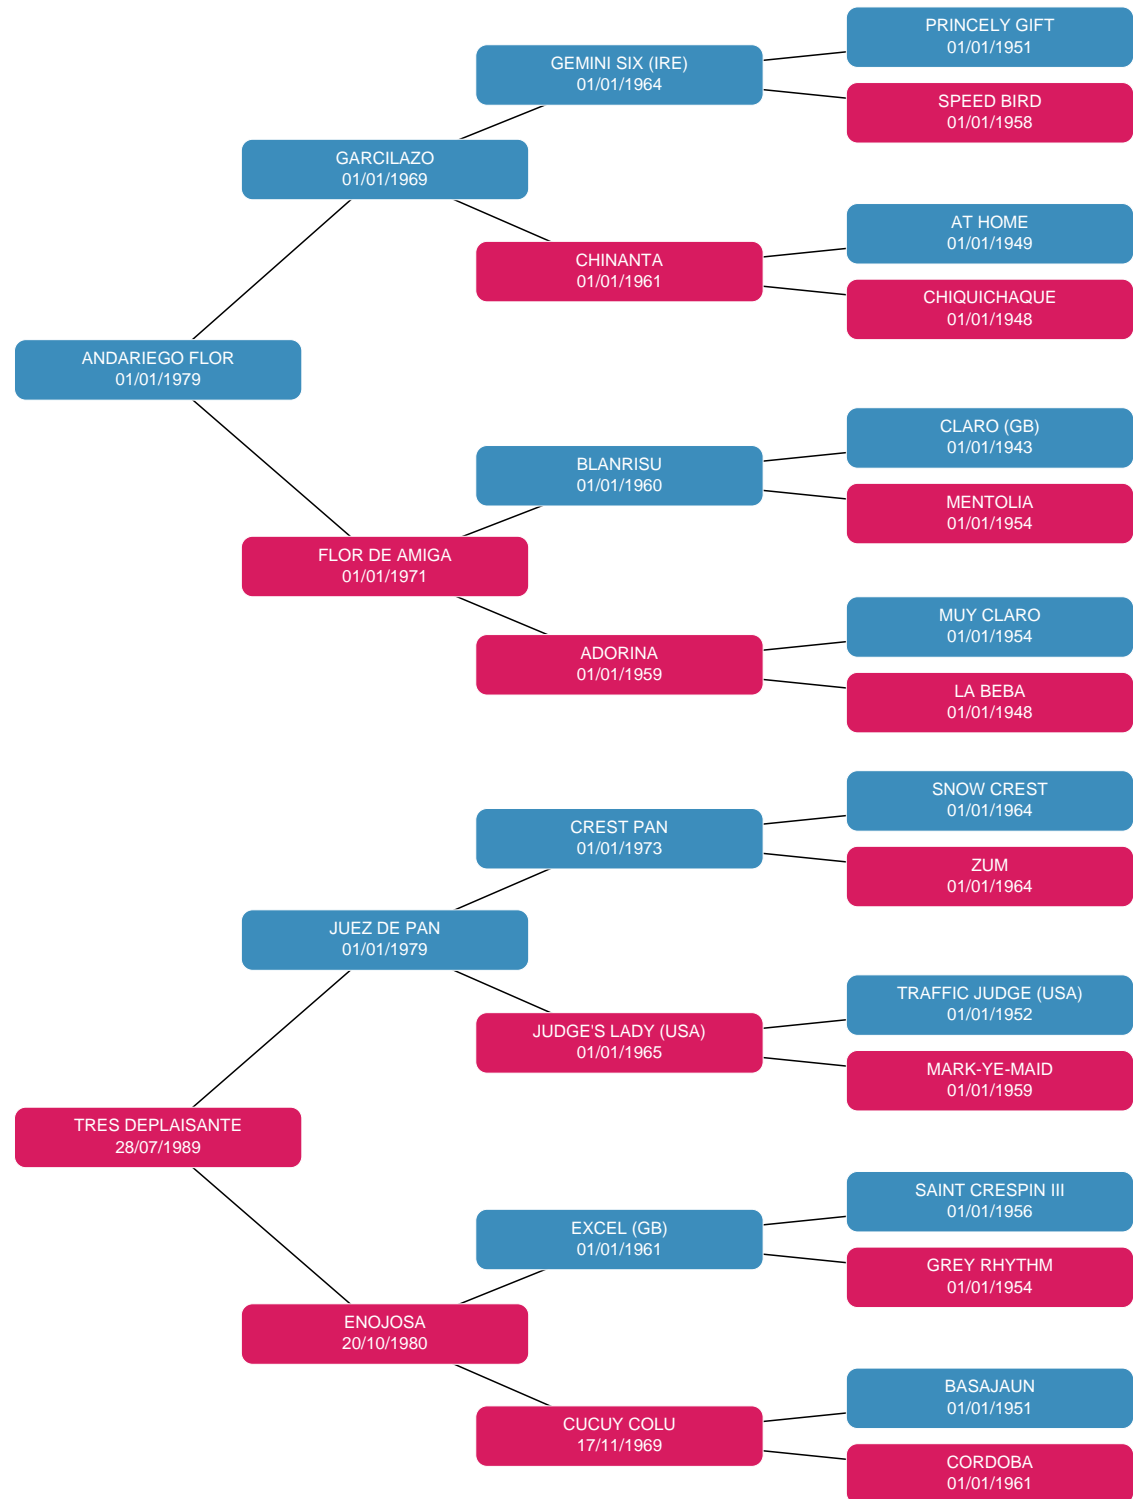 PRINCELY GIFT
01/01/1951
GEMINI SIX (IRE)
01/01/1964
SPEED BIRD
01/01/1958
GARCILAZO
01/01/1969
AT HOME
01/01/1949
CHINANTA
01/01/1961
CHIQUICHAQUE
01/01/1948
ANDARIEGO FLOR
01/01/1979
CLARO (GB)
01/01/1943
BLANRISU
01/01/1960
MENTOLIA
01/01/1954
FLOR DE AMIGA
01/01/1971
MUY CLARO
01/01/1954
ADORINA
01/01/1959
LA BEBA
01/01/1948
SNOW CREST
01/01/1964
CREST PAN
01/01/1973
ZUM
01/01/1964
JUEZ DE PAN
01/01/1979
TRAFFIC JUDGE (USA)
01/01/1952
JUDGE'S LADY (USA)
01/01/1965
MARK-YE-MAID
01/01/1959
TRES DEPLAISANTE
28/07/1989
SAINT CRESPIN III
01/01/1956
EXCEL (GB)
01/01/1961
GREY RHYTHM
01/01/1954
ENOJOSA
20/10/1980
BASAJAUN
01/01/1951
CUCUY COLU
17/11/1969
CORDOBA
01/01/1961